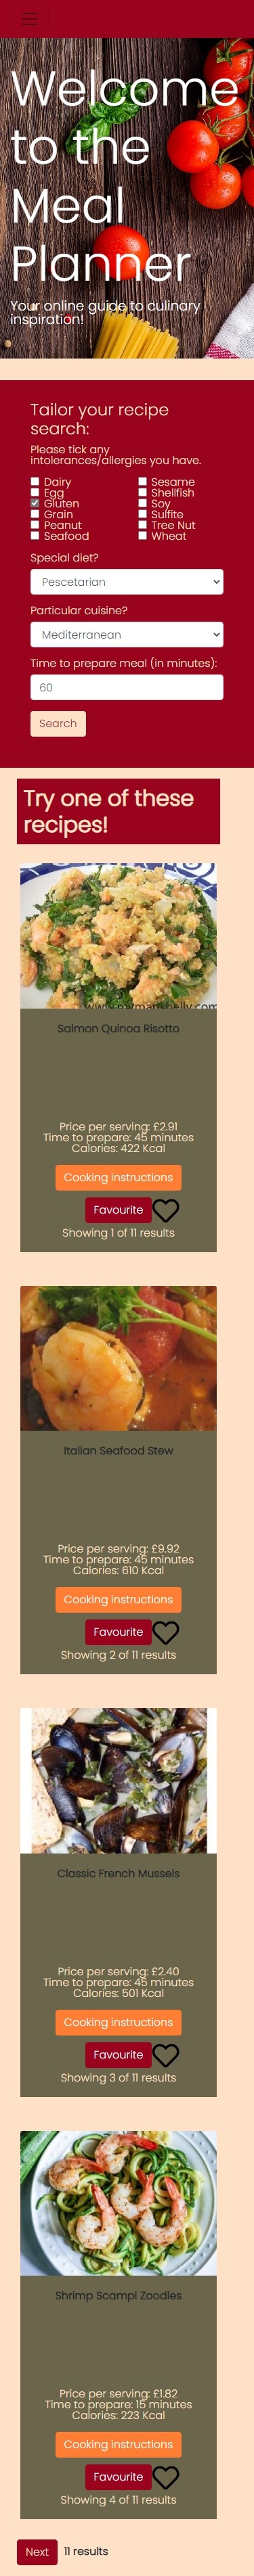 Welcome
to the
Meal
Planner
Your online guide to culinary
inspiration!
Tailor your recipe
search:
Please tick any
intolerances/allergies you have.
Dairy
Egg
Gluten
Grain
Peanut
Seafood
Sesame
Shellfish
Soy
Sulfite
Tree Nut
Wheat
Special diet?
Pescetarian
Particular cuisine?
Mediterranean
Time to prepare meal (in minutes):
60
Search
Try one of these
recipes!
Salmon Quinoa Risotto
Price per serving: £2.91
Time to prepare: 45 minutes
Calories: 422 Kcal
Cooking instructions
Favourite
Showing 1 of 11 results
Italian Seafood Stew
Price per serving: £9.92
Time to prepare: 45 minutes
Calories: 610 Kcal
Cooking instructions
Favourite
Showing 2 of 11 results
Classic French Mussels
Price per serving: £2.40
Time to prepare: 45 minutes
Calories: 501 Kcal
Cooking instructions
Favourite
Showing 3 of 11 results
Shrimp Scampi Zoodles
Price per serving: £1.82
Time to prepare: 15 minutes
Calories: 223 Kcal
Cooking instructions
Favourite
Showing 4 of 11 results
Next 11 results